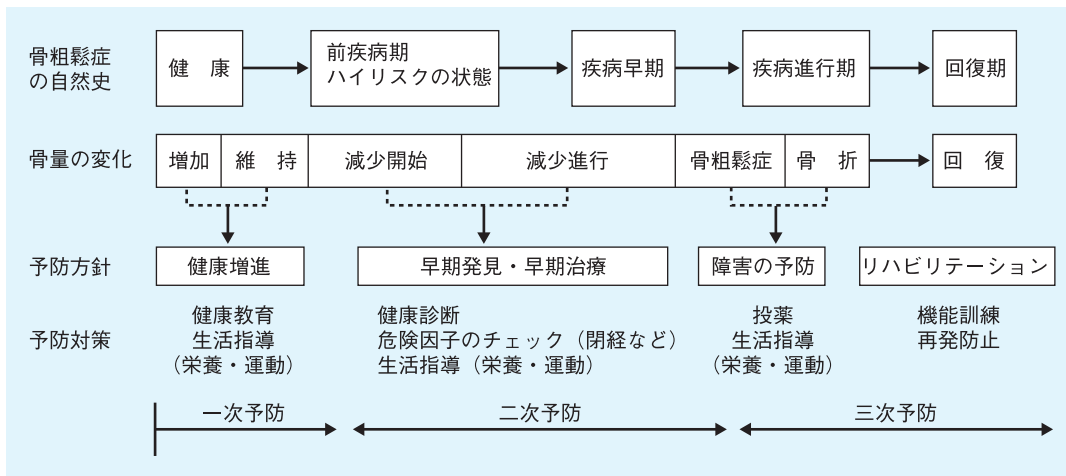 骨粗鬆症
の自然史
健　康
前疾病期
ハイリスクの状態
疾病早期
疾病進行期
回復期
骨量の変化
増加
維　持
減少開始
減少進行
骨粗鬆症
骨　折
回　復
予防方針
健康増進
早期発見・早期治療
障害の予防
リハビリテーション
予防対策
健康教育
生活指導
（栄養・運動）
健康診断
危険因子のチェック（閉経など）
生活指導（栄養・運動）
投薬
生活指導
（栄養・運動）
機能訓練
再発防止
一次予防
二次予防
三次予防